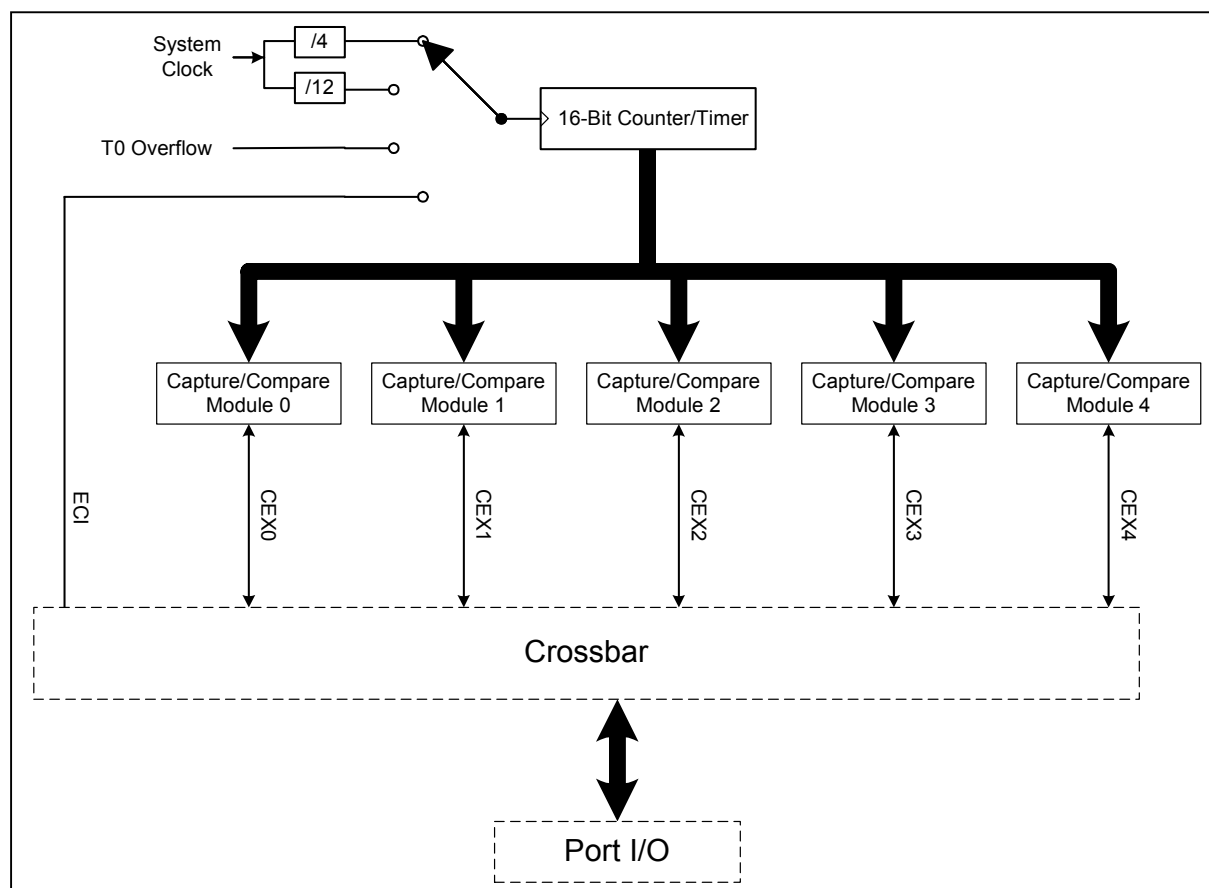 System
Clock
/4
/12
16-Bit Counter/Timer
T0 Overflow
Capture/Compare
Module 0
Capture/Compare
Module 1
Capture/Compare
Module 2
Capture/Compare
Module 3
Capture/Compare
Module 4
ECI
CEX0
CEX1
CEX2
CEX3
CEX4
Crossbar
Port I/O